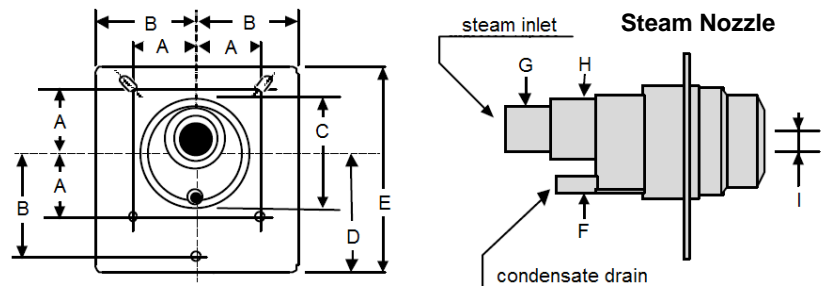 B B
A A
A
A
B
C
D
E
steam inlet
Steam Nozzle
G H
I
F
condensate drain